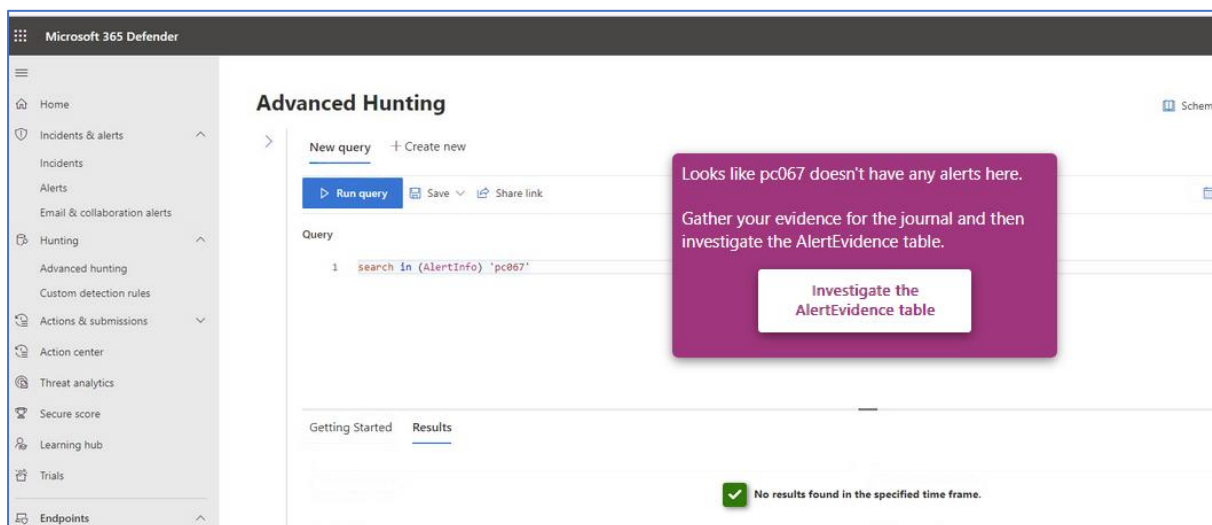 Microsoft 365 Defender
Home
Incidents & alerts
Incidents
Alerts
Email & collaboration alerts
Hunting
Advanced hunting
Custom detection rules
Actions & submissions
Action center
Threat analytics
Secure score
Learning hub
Trials
Endpoints
Advanced Hunting
Schem
New query
Create new
Run query
Save
Share link
Query
1 search in (AlertInfo) 'pc067'
Looks like pc067 doesn't have any alerts here.
Gather your evidence for the journal and then
investigate the AlertEvidence table.
Investigate the
AlertEvidence table
Getting Started
Results
No results found in the specified time frame.